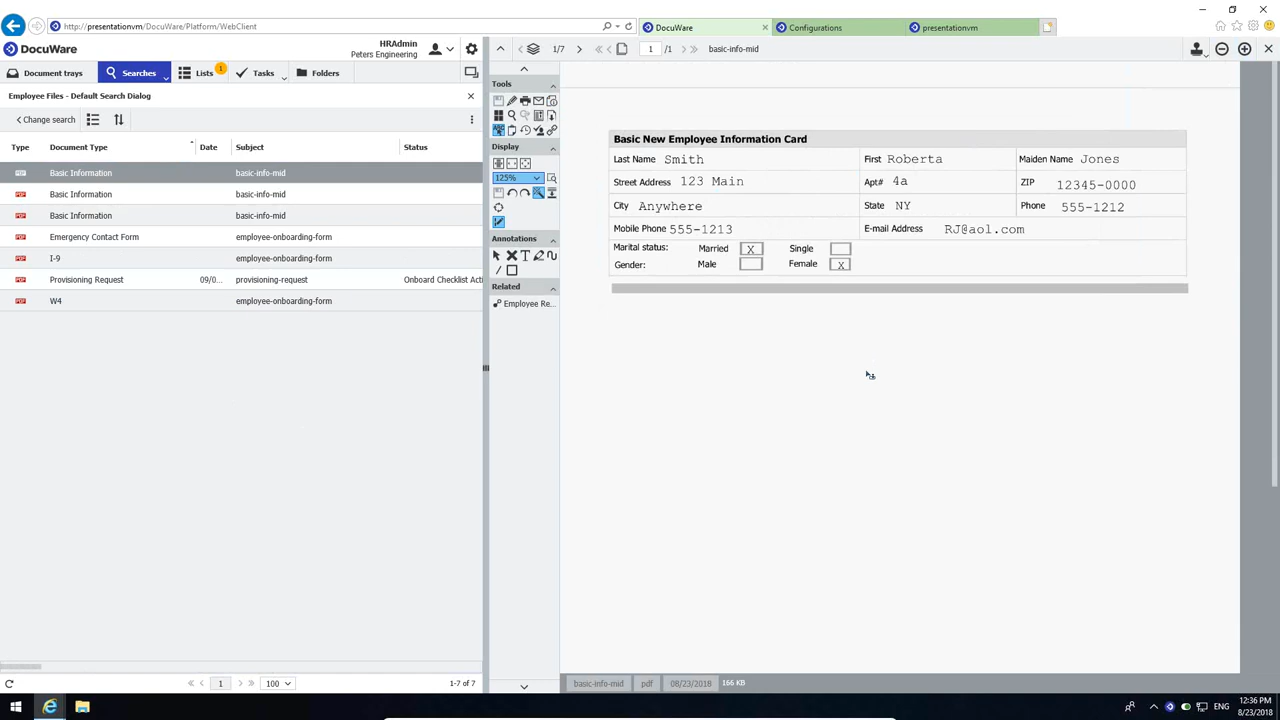 http://presentationvm/DocuWare/Platform/WebClient
DocuWare
Configurations
presentationvm
DocuWare
HRAdmin
Peters Engineering
Document trays
Searches
Lists
1
Tasks
Folders
Employee Files - Default Search Dialog
Change search
Type Document Type Date Subject Status
Basic Information basic-info-mid
Basic Information basic-info-mid
Basic Information basic-info-mid
Emergency Contact Form employee-onboarding-form
I-9 employee-onboarding-form
Provisioning Request 09/0... provisioning-request Onboard Checklist Acti
W4 employee-onboarding-form
1 100 1-7 of 7
1/7 1 /1 basic-info-mid
Tools
Display
125%
Annotations
Related
Employee Re...
Basic New Employee Information Card
Last Name Smith First Roberta Maiden Name Jones
Street Address 123 Main Apt# 4a ZIP 12345-0000
City Anywhere State NY Phone 555-1212
Mobile Phone 555-1213 E-mail Address RJ@aol.com
Marital status: Married X Single
Gender: Male Female X
basic-info-mid pdf 08/23/2018 166 KB
ENG 12:36 PM
8/23/2018